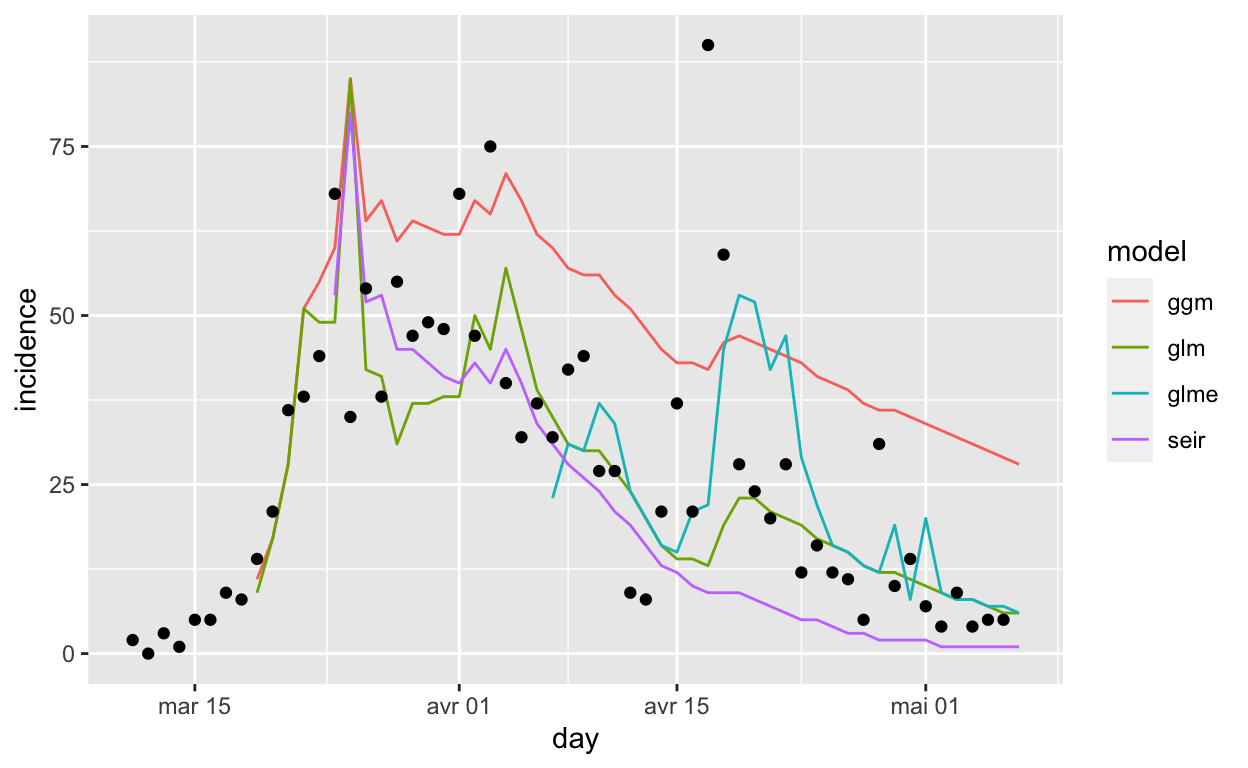 incidence
75
50
25
0
mar 15
avr 01
avr 15
mai 01
day
model
ggm
glm
glme
seir